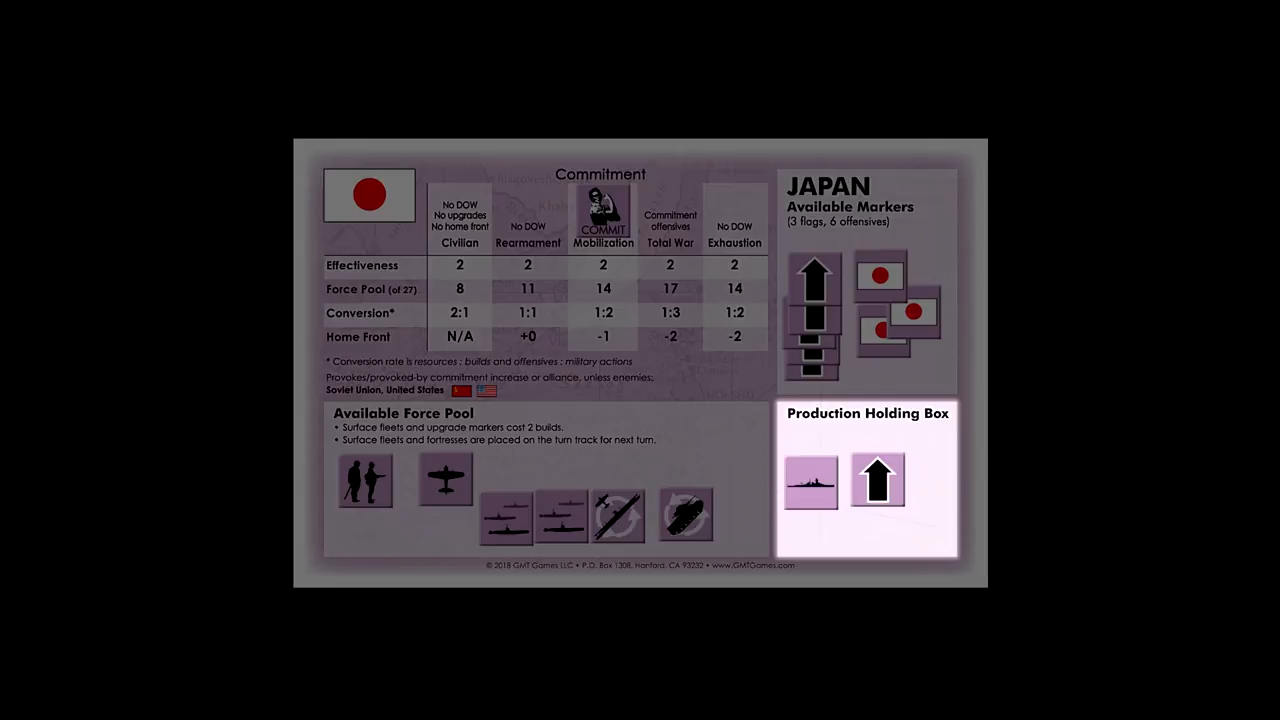 Commitment
No DOW
No upgrades
No home front
Civilian
No DOW
Rearmament
COMMIT
Mobilization
Commitment
offensives
Total War
No DOW
Exhaustion
Effectiveness 2 2 2 2 2
Force Pool (of 27) 8 11 14 17 14
Conversion* 2:1 1:1 1:2 1:3 1:2
Home Front N/A +0 -1 -2 -2
* Conversion rate is resources : builds and offensives : military actions
Provokes/provoked-by commitment increase or alliance, unless enemies:
Soviet Union, United States
JAPAN
Available Markers
(3 flags, 6 offensives)
Available Force Pool
• Surface fleets and upgrade markers cost 2 builds.
• Surface fleets and fortresses are placed on the turn track for next turn.
Production Holding Box
© 2018 GMT Games LLC • P.O. Box 1308, Hanford, CA 93232 • www.GMTGames.com